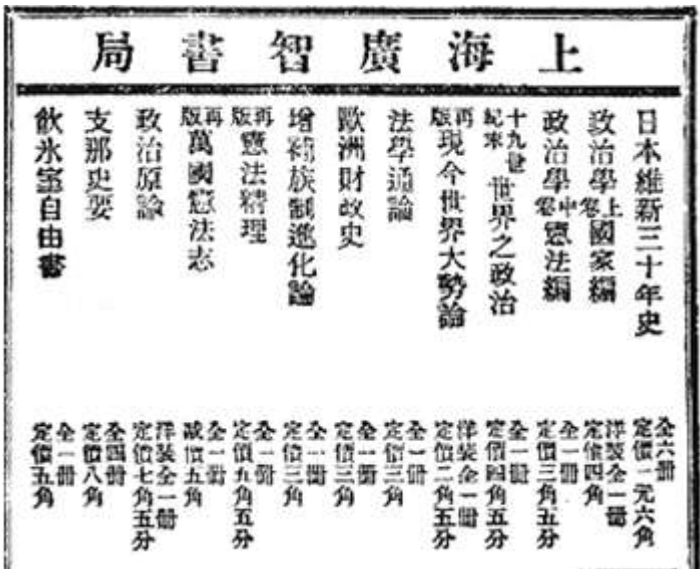 上海廣智書局
日本維新三十年史 全六冊 定價一元六角
政治學上卷國家編 洋裝全一冊 定價四角
政治學中卷憲法編 全一冊 定價三角五分
十九世紀末世界之政治 全一冊 定價四角五分
再版現今世界大勢論 洋裝全一冊 定價二角五分
法學通論 全一冊 定價三角
歐洲財政史 全一冊 定價三角
增補族制進化論 全一冊 定價三角
再版憲法精理 全一冊 定價五角五分
再版萬國憲法志 全一冊 減價五角
政治原論 洋裝全一冊 定價七角五分
支那史要 全四冊 定價八角
飲氷室自由書 全一冊 定價五角